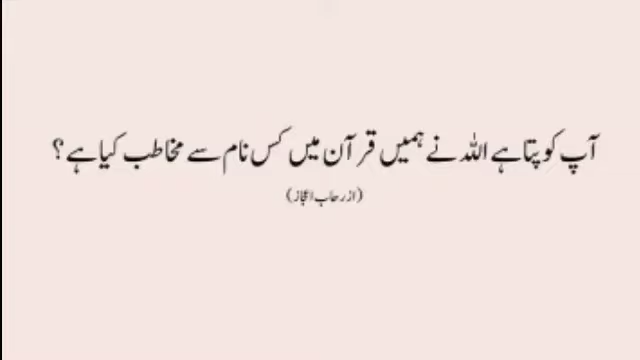 آپ کو پتا ہے اللہ نے ہمیں قرآن میں کس نام سے مخاطب کیا ہے؟
(از رحاب اعجاز)